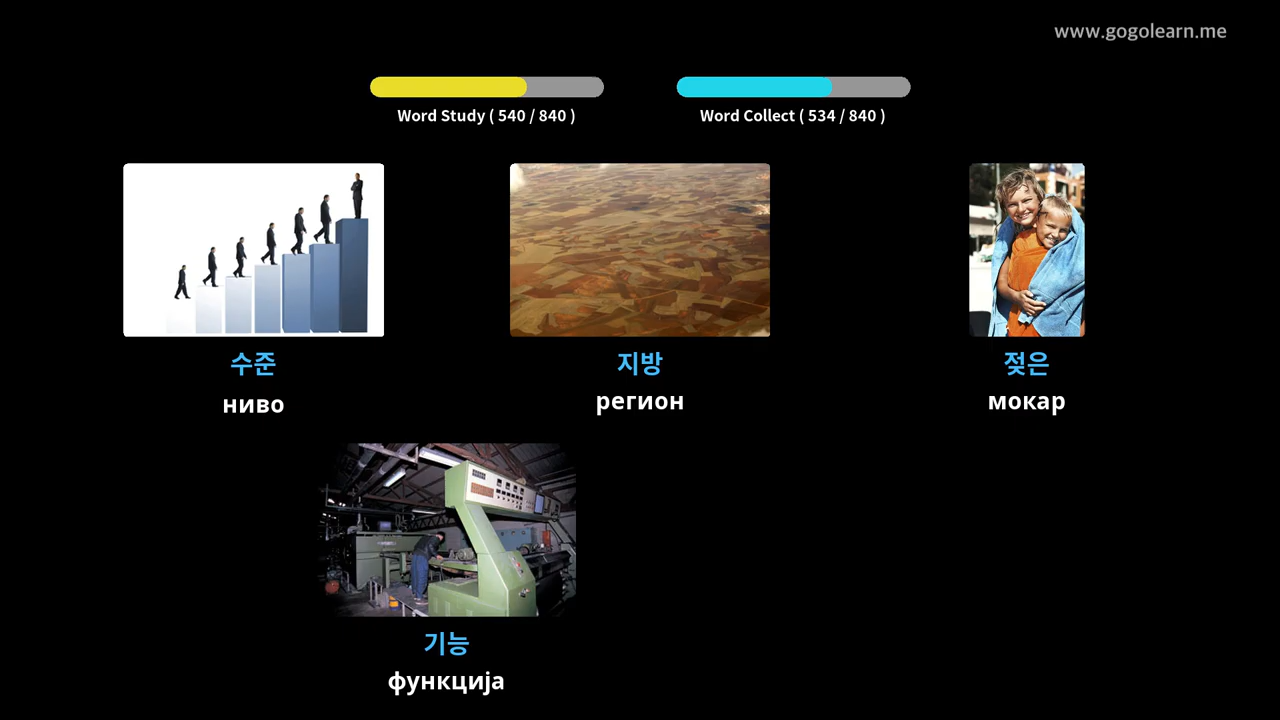 www.gogolearn.me
Word Study ( 540 / 840 )
Word Collect ( 534 / 840 )
수준
ниво
지방
регион
젖은
мокар
기능
функција